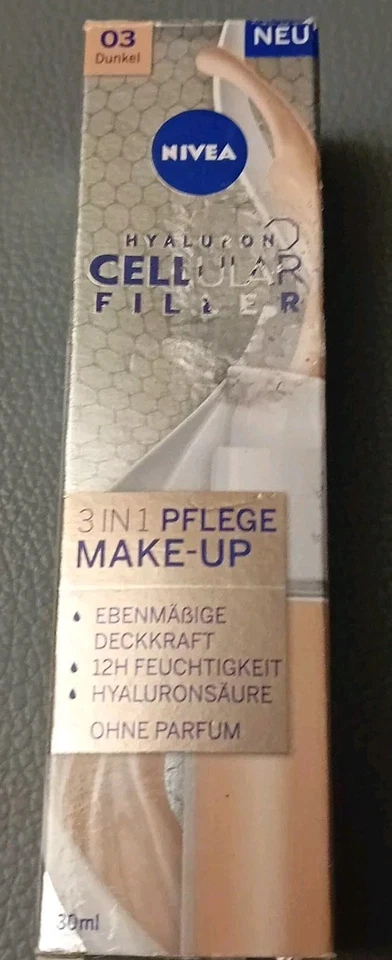 03
Dunkel
NEU
NIVEA
HYALURON
CELLULAR
FILLER
3 IN 1 PFLEGE
MAKE-UP
EBENMÄßIGE
DECKKRAFT
12H FEUCHTIGKEIT
HYALURONSÄURE
OHNE PARFUM
30ml